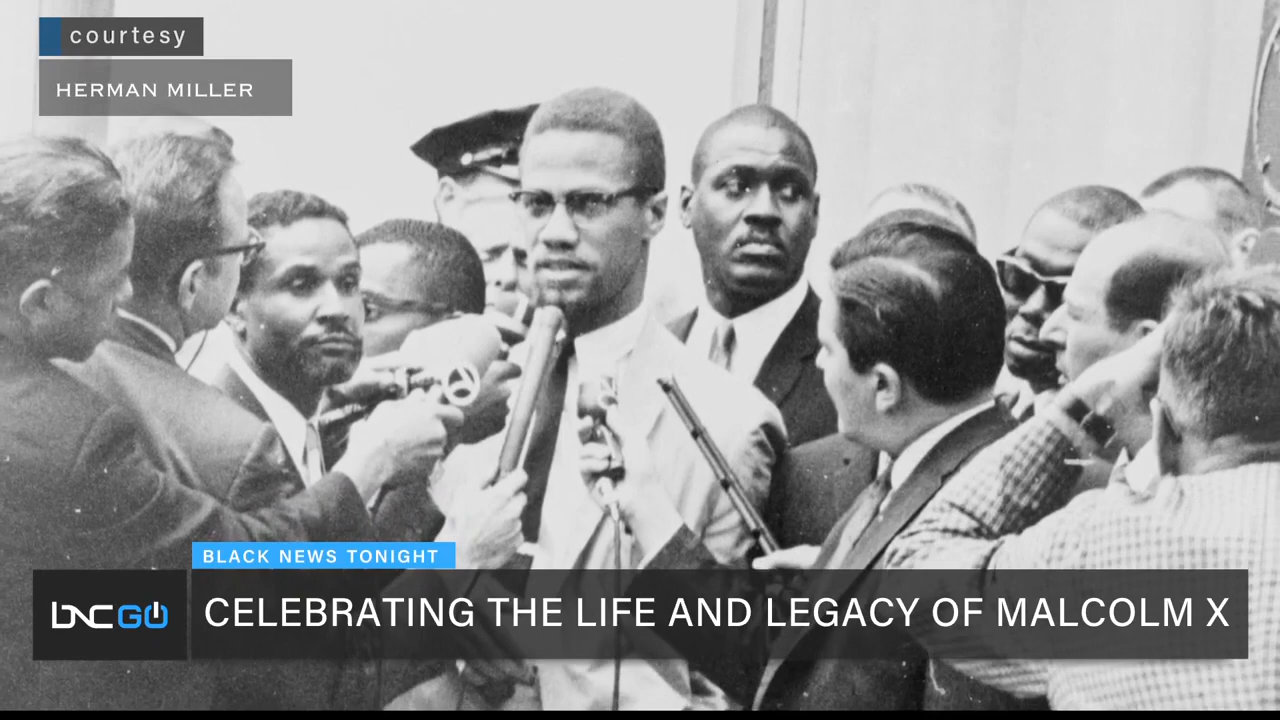 courtesy
HERMAN MILLER
BLACK NEWS TONIGHT
BNC GO
CELEBRATING THE LIFE AND LEGACY OF MALCOLM X